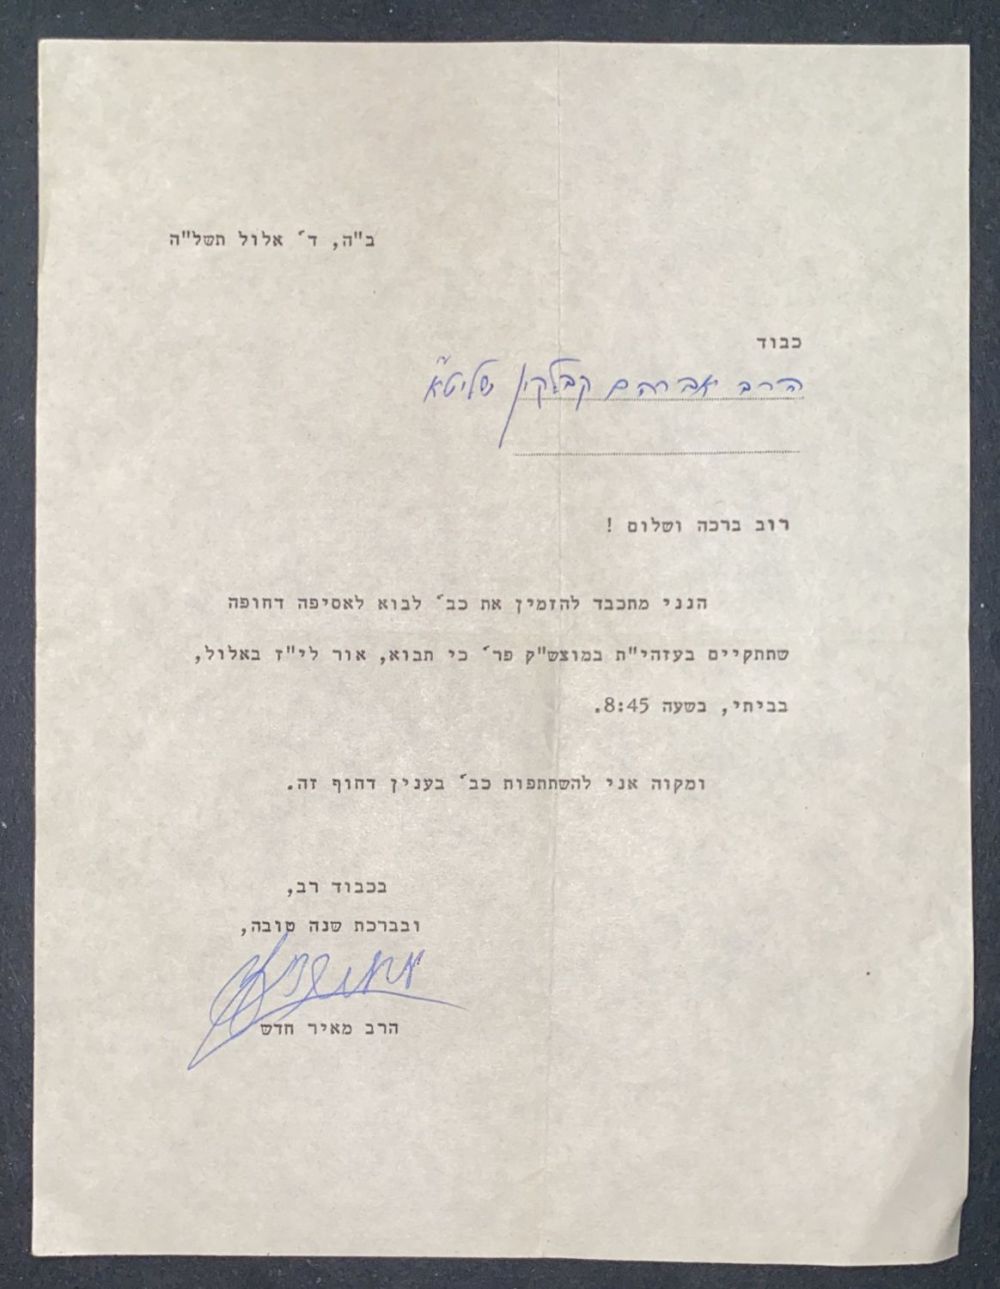 ב"ה, ד' אלול תשל"ה
כבוד
הרב אברהם קבלקין שליט"א
רוב ברכה ושלום !
הנני מתכבד להזמין את כב' לבוא לאסיפה דחופה
שתתקיים בעזהי"ת במוצש"ק פר' כי תבוא, אור לי"ז באלול,
בביתי, בשעה 8:45.
ומקוה אני להשתתפות כב' בענין דחוף זה.
בכבוד רב,
ובברכת שנה טובה,
הרב מאיר חדש